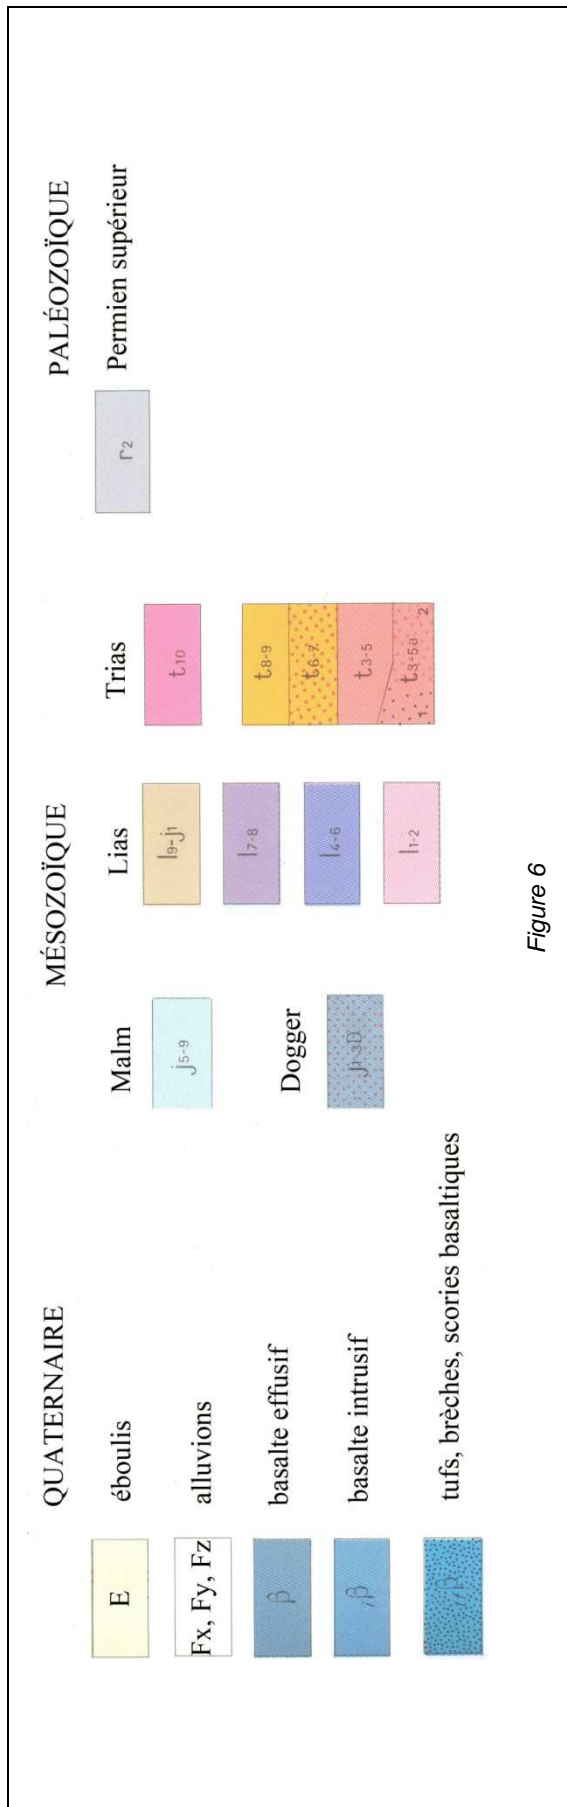 QUATERNAIRE
E éboulis
Fx, Fy, Fz alluvions
β basalte effusif
,β basalte intrusif
,,β tufs, brèches, scories basaltiques
MÉSOZOÏQUE
Malm
j5-9
Dogger
j1-3D
Lias
l9-j1
l7-8
l4-6
l1-2
Trias
t10
t8-9
t6-7
t3-5
1 t3-5a 2
PALÉOZOÏQUE
r2 Permien supérieur
Figure 6